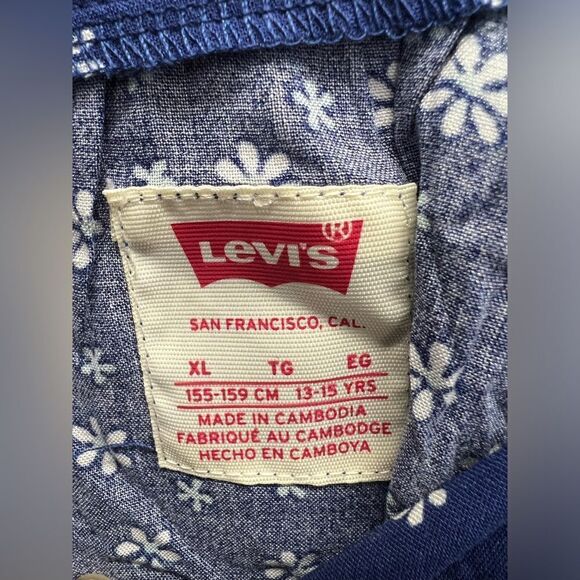 Levi's ®
SAN FRANCISCO, CAL.
XL TG EG
155-159 CM 13-15 YRS
MADE IN CAMBODIA
FABRIQUÉ AU CAMBODGE
HECHO EN CAMBOYA